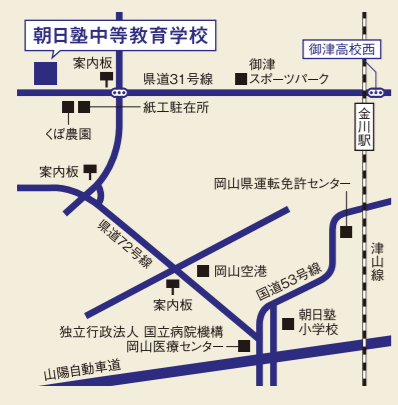 朝日塾中等教育学校
案内板
県道31号線
御津
スポーツパーク
御津高校西
くぼ農園
紙工駐在所
金川駅
案内板
岡山県運転免許センター
県道72号線
岡山空港
国道53号線
津山線
案内板
朝日塾
小学校
独立行政法人 国立病院機構
岡山医療センター
山陽自動車道